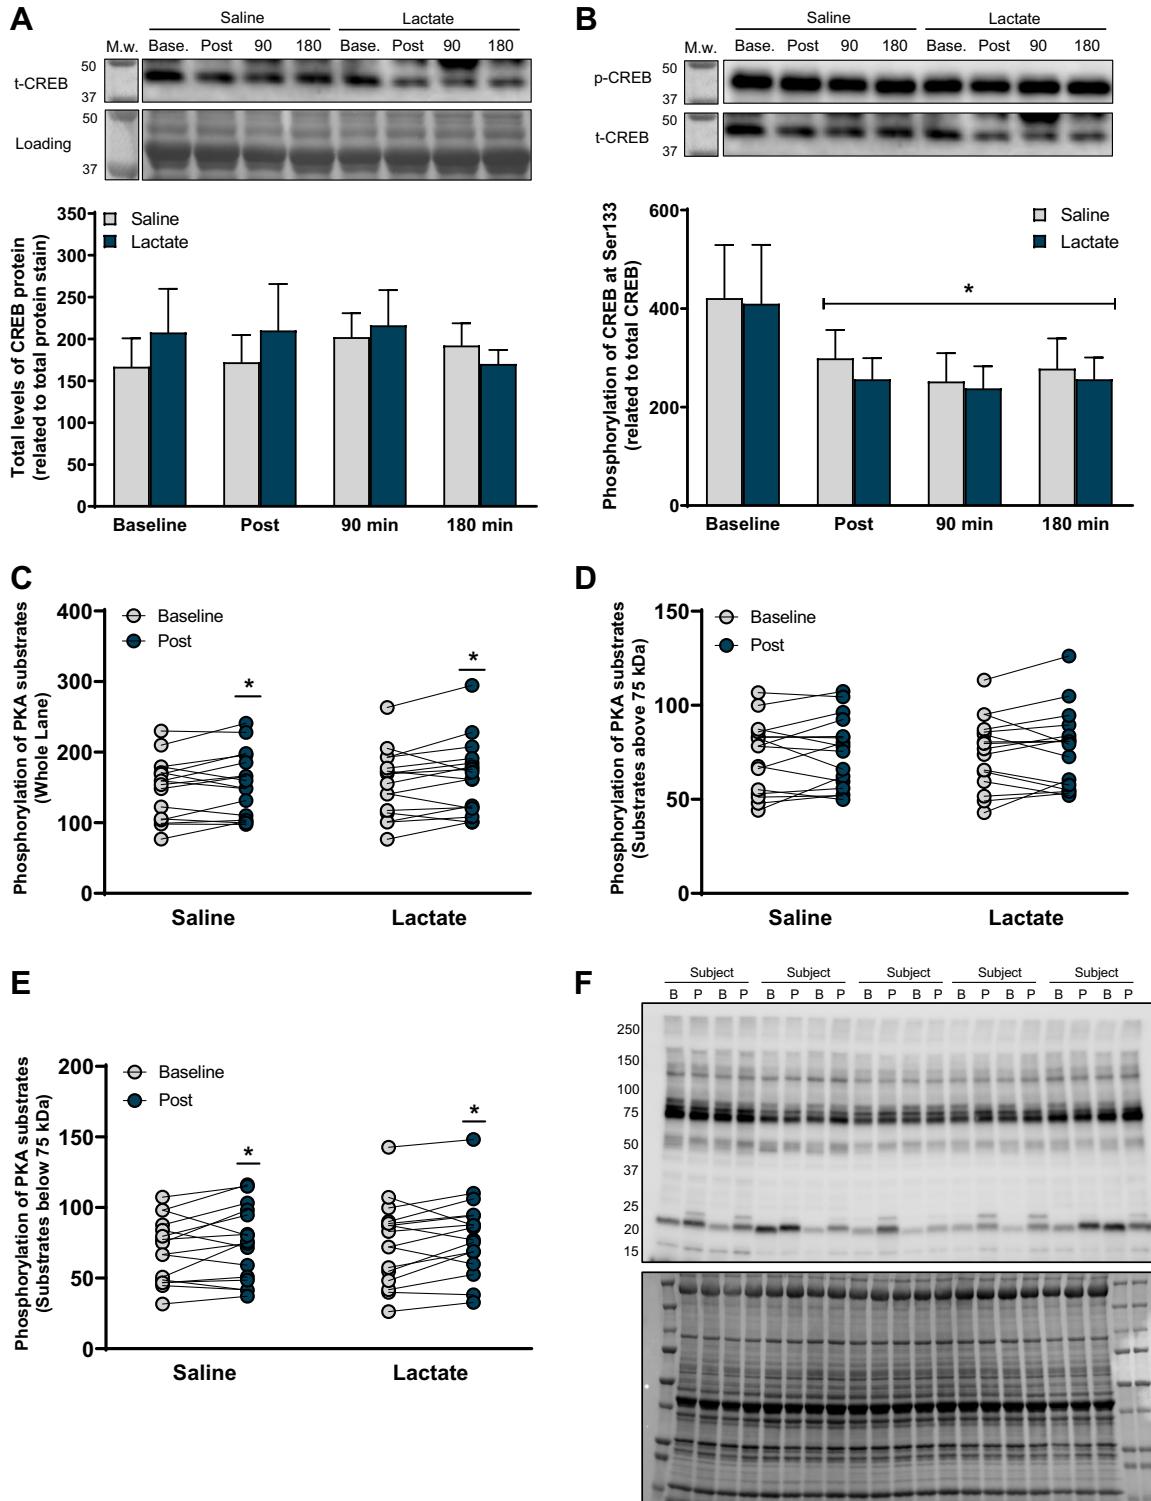 A
Saline
Lactate
M.w.
Base.
Post
90
180
Base.
Post
90
180
t-CREB
50
37
Loading
50
37
Total levels of CREB protein
(related to total protein stain)
350
300
250
200
150
100
50
0
Saline
Lactate
Baseline
Post
90 min
180 min
B
Saline
Lactate
M.w.
Base.
Post
90
180
Base.
Post
90
180
p-CREB
50
37
t-CREB
50
37
Phosphorylation of CREB at Ser133
(related to total CREB)
600
400
200
0
Saline
Lactate
*
Baseline
Post
90 min
180 min
C
Phosphorylation of PKA substrates
(Whole Lane)
400
300
200
100
0
Baseline
Post
*
*
Saline
Lactate
D
Phosphorylation of PKA substrates
(Substrates above 75 kDa)
150
100
50
0
Baseline
Post
Saline
Lactate
E
Phosphorylation of PKA substrates
(Substrates below 75 kDa)
200
150
100
50
0
Baseline
Post
*
*
Saline
Lactate
F
Subject
Subject
Subject
Subject
Subject
B P B P
B P B P
B P B P
B P B P
B P B P
250
150
100
75
50
37
25
20
15